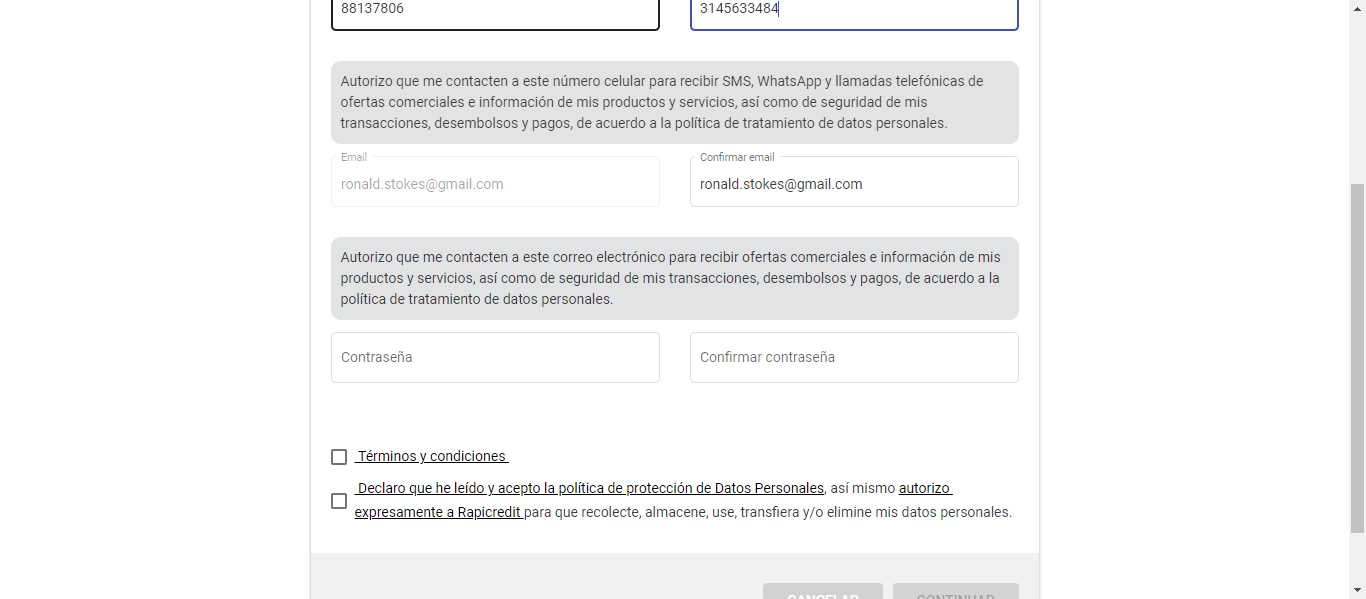 88137806
3145633484
Autorizo que me contacten a este número celular para recibir SMS, WhatsApp y llamadas telefónicas de
ofertas comerciales e información de mis productos y servicios, así como de seguridad de mis
transacciones, desembolsos y pagos, de acuerdo a la política de tratamiento de datos personales.
Email
ronald.stokes@gmail.com
Confirmar email
ronald.stokes@gmail.com
Autorizo que me contacten a este correo electrónico para recibir ofertas comerciales e información de mis
productos y servicios, así como de seguridad de mis transacciones, desembolsos y pagos, de acuerdo a la
política de tratamiento de datos personales.
Contraseña
Confirmar contraseña
Términos y condiciones
Declaro que he leído y acepto la política de protección de Datos Personales, así mismo autorizo
expresamente a Rapicredit para que recolecte, almacene, use, transfiera y/o elimine mis datos personales.
CANCELAR
CONTINUAR